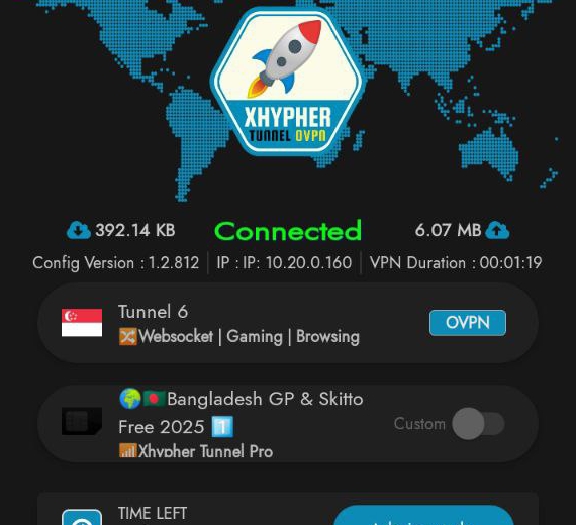 XHYPHER
TUNNEL OVPN
392.14 KB Connected 6.07 MB
Config Version : 1.2.812 | IP : IP: 10.20.0.160 | VPN Duration : 00:01:19
Tunnel 6
🔀Websocket | Gaming | Browsing
OVPN
🌍🇧🇩Bangladesh GP & Skitto
Free 2025 1️⃣
Custom
📶Xhypher Tunnel Pro
TIME LEFT